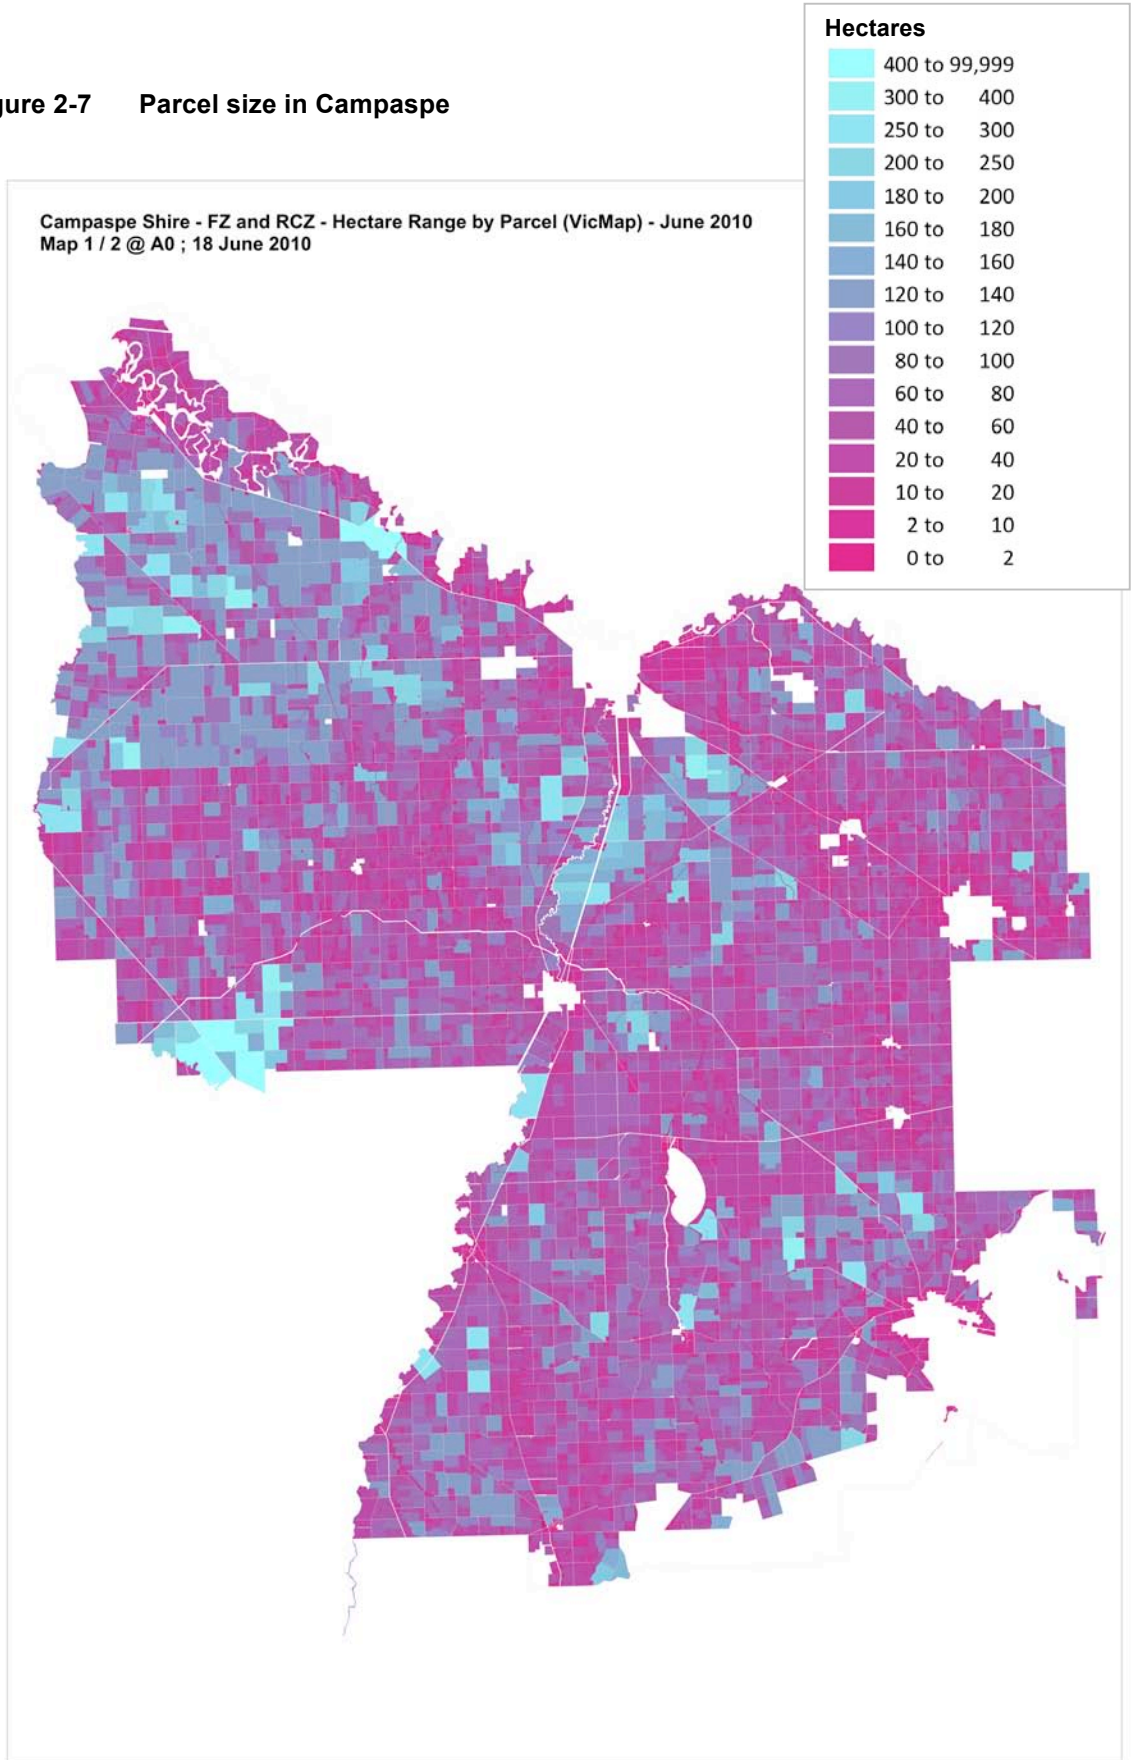 gure 2-7 Parcel size in Campaspe
Campaspe Shire - FZ and RCZ - Hectare Range by Parcel (VicMap) - June 2010
Map 1 / 2 @ A0 ; 18 June 2010
Hectares
400 to 99,999
300 to 400
250 to 300
200 to 250
180 to 200
160 to 180
140 to 160
120 to 140
100 to 120
80 to 100
60 to 80
40 to 60
20 to 40
10 to 20
2 to 10
0 to 2